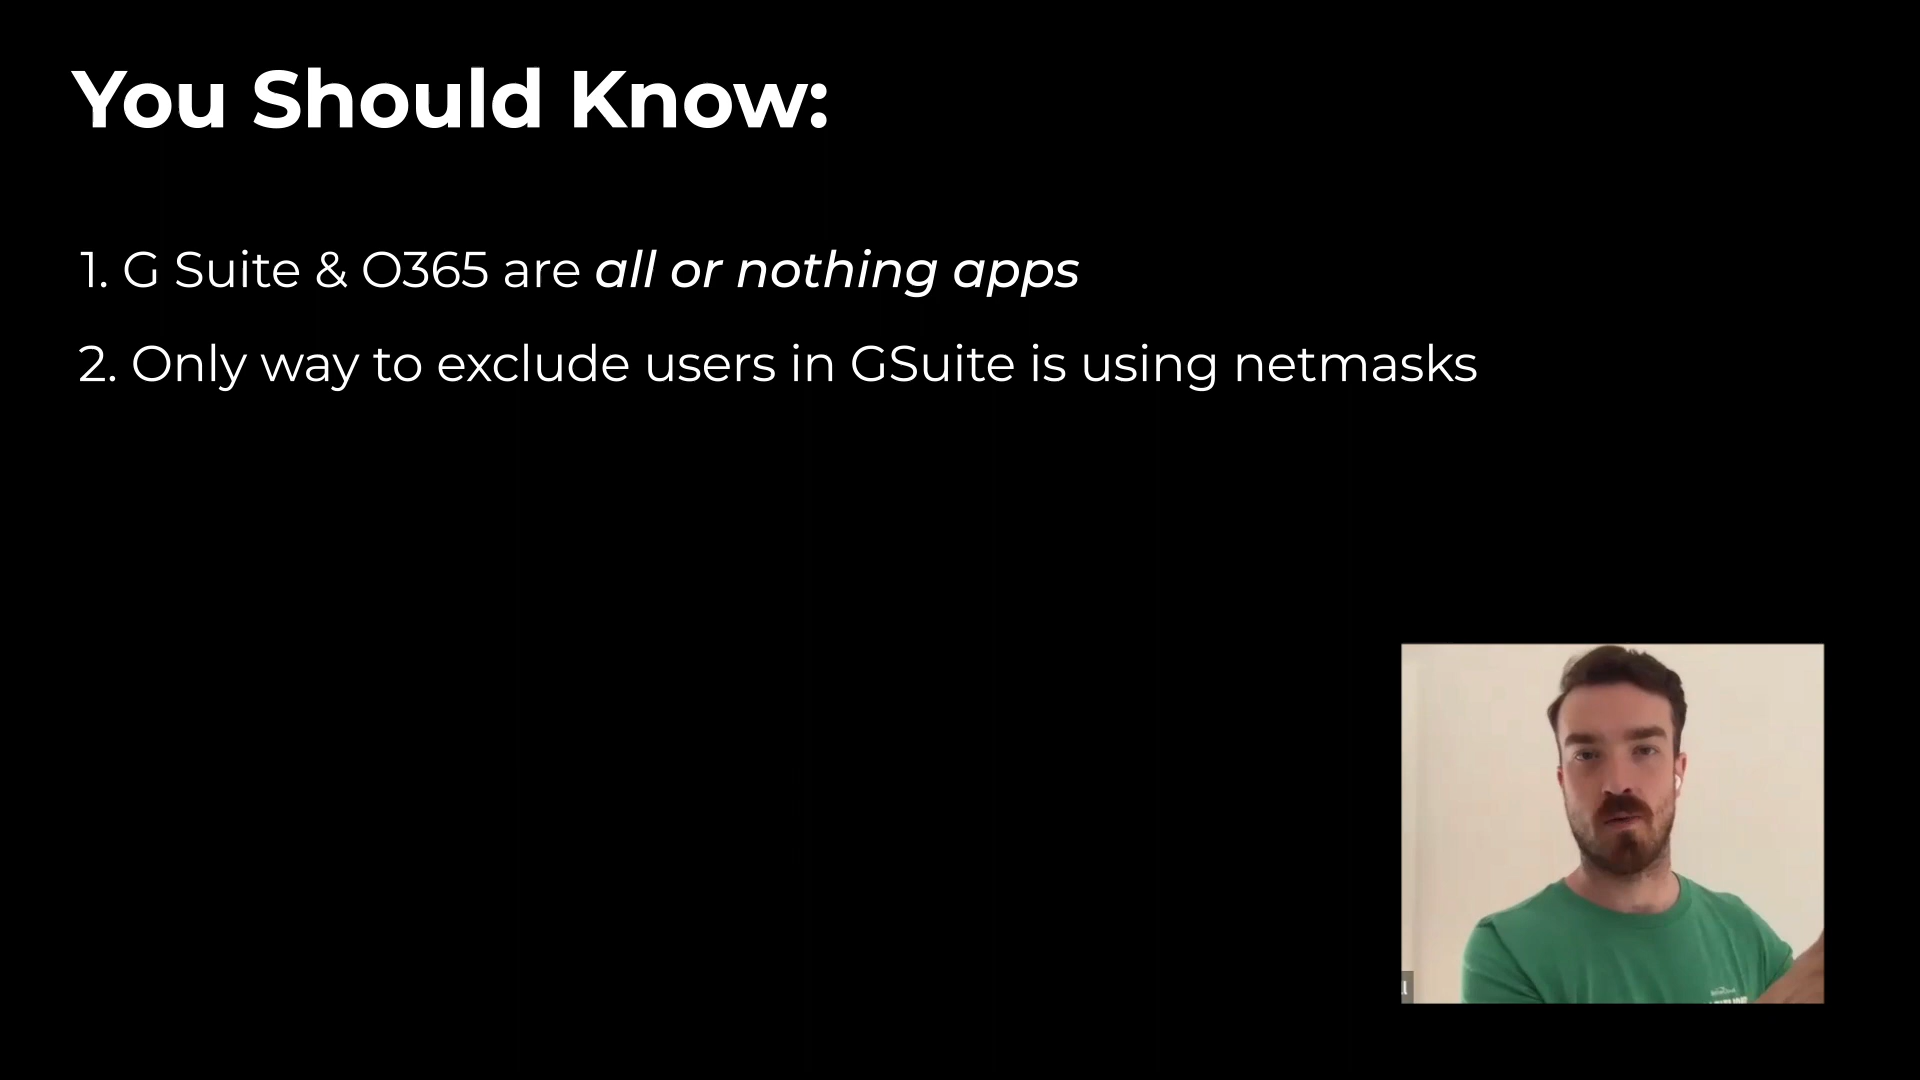 You Should Know:
1. G Suite & O365 are all or nothing apps
2. Only way to exclude users in GSuite is using netmasks